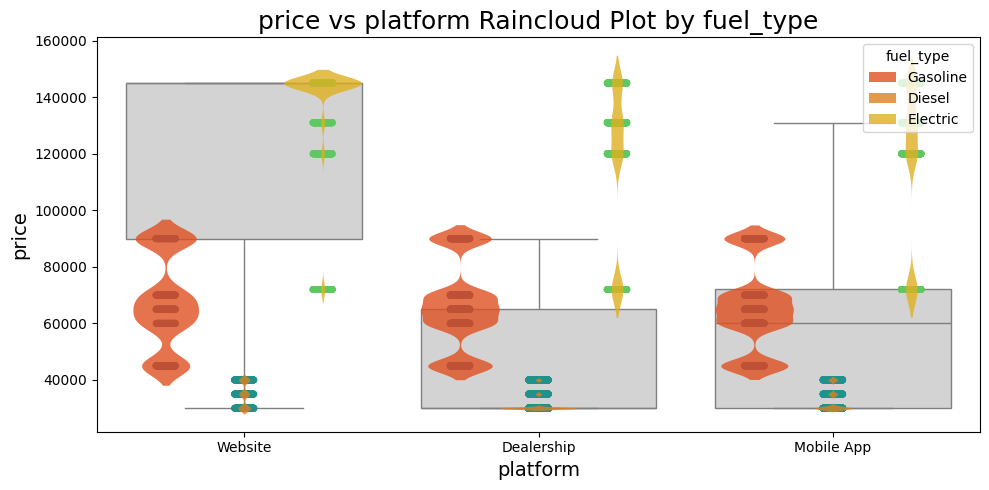 price vs platform Raincloud Plot by fuel_type
160000
140000
120000
100000
80000
60000
40000
price
fuel_type
Gasoline
Diesel
Electric
Website
Dealership
Mobile App
platform